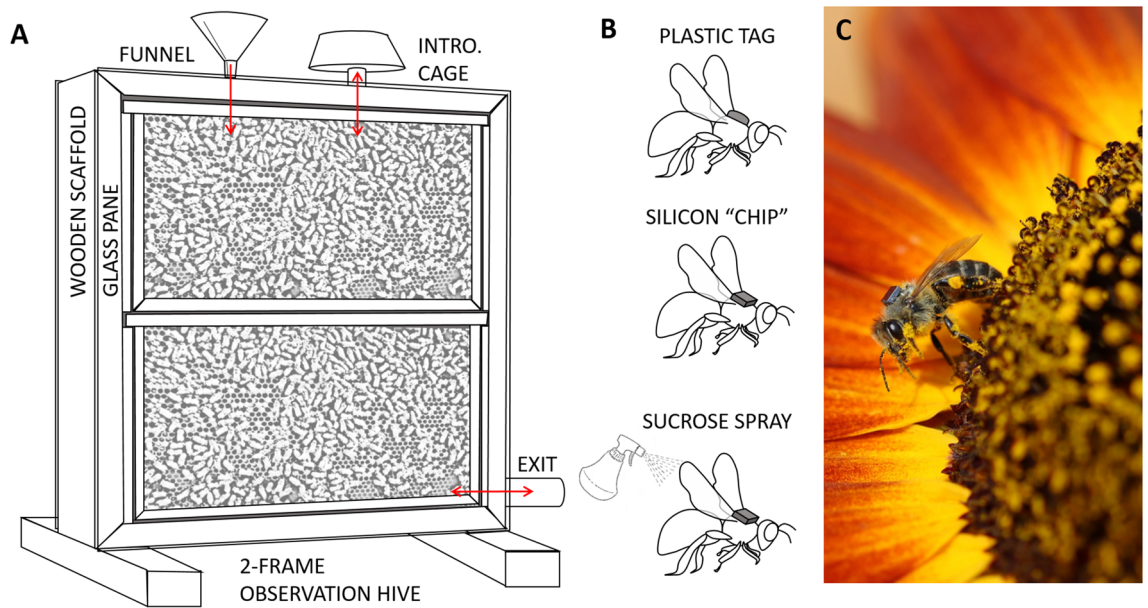 A
FUNNEL
INTRO.
CAGE
WOODEN SCAFFOLD
GLASS PANE
EXIT
2-FRAME
OBSERVATION HIVE
B
PLASTIC TAG
SILICON “CHIP”
SUCROSE SPRAY
C